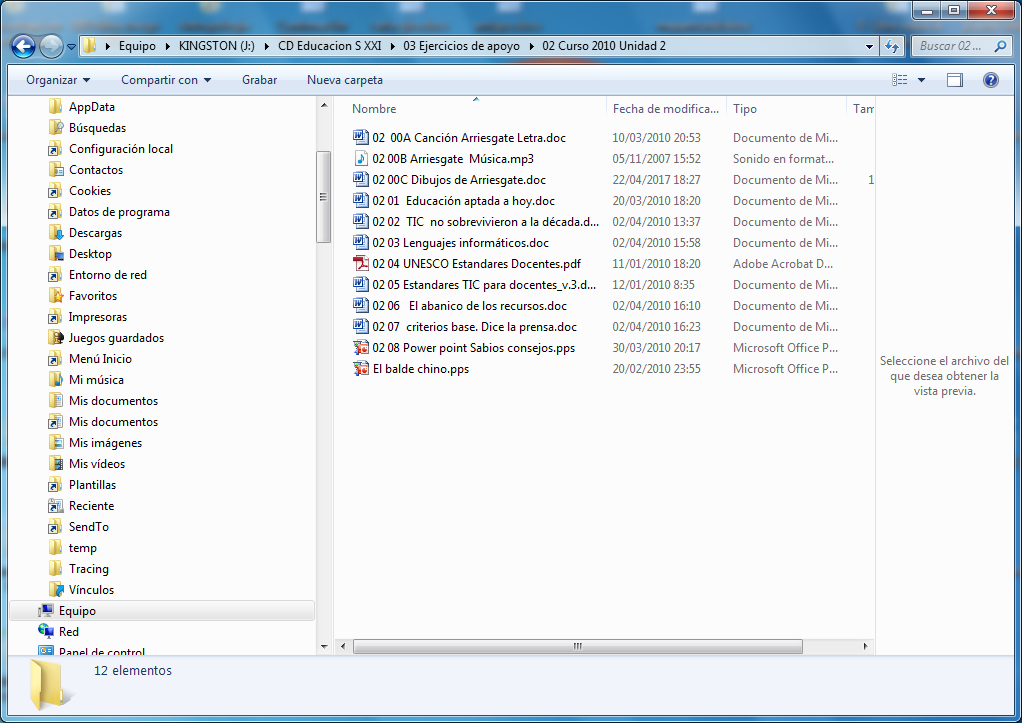 Equipo ▸ KINGSTON (J:) ▸ CD Educacion S XXI ▸ 03 Ejercicios de apoyo ▸ 02 Curso 2010 Unidad 2
Buscar 02 ...
Organizar Compartir con Grabar Nueva carpeta
AppData
Búsquedas
Configuración local
Contactos
Cookies
Datos de programa
Descargas
Desktop
Entorno de red
Favoritos
Impresoras
Juegos guardados
Menú Inicio
Mi música
Mis documentos
Mis documentos
Mis imágenes
Mis vídeos
Plantillas
Reciente
SendTo
temp
Tracing
Vínculos
Equipo
Red
Panel de control
Nombre Fecha de modifica... Tipo Tam
02 00A Canción Arriesgate Letra.doc 10/03/2010 20:53 Documento de Mi...
02 00B Arriesgate Música.mp3 05/11/2007 15:52 Sonido en format...
02 00C Dibujos de Arriesgate.doc 22/04/2017 18:27 Documento de Mi... 1
02 01 Educación aptada a hoy.doc 20/03/2010 18:20 Documento de Mi...
02 02 TIC no sobrevivieron a la década.d... 02/04/2010 13:37 Documento de Mi...
02 03 Lenguajes informáticos.doc 02/04/2010 15:58 Documento de Mi...
02 04 UNESCO Estandares Docentes.pdf 11/01/2010 18:20 Adobe Acrobat D...
02 05 Estandares TIC para docentes_v.3.d... 12/01/2010 8:35 Documento de Mi...
02 06 El abanico de los recursos.doc 02/04/2010 16:10 Documento de Mi...
02 07 criterios base. Dice la prensa.doc 02/04/2010 16:23 Documento de Mi...
02 08 Power point Sabios consejos.pps 30/03/2010 20:17 Microsoft Office P...
El balde chino.pps 20/02/2010 23:55 Microsoft Office P...
Seleccione el archivo del
que desea obtener la
vista previa.
12 elementos